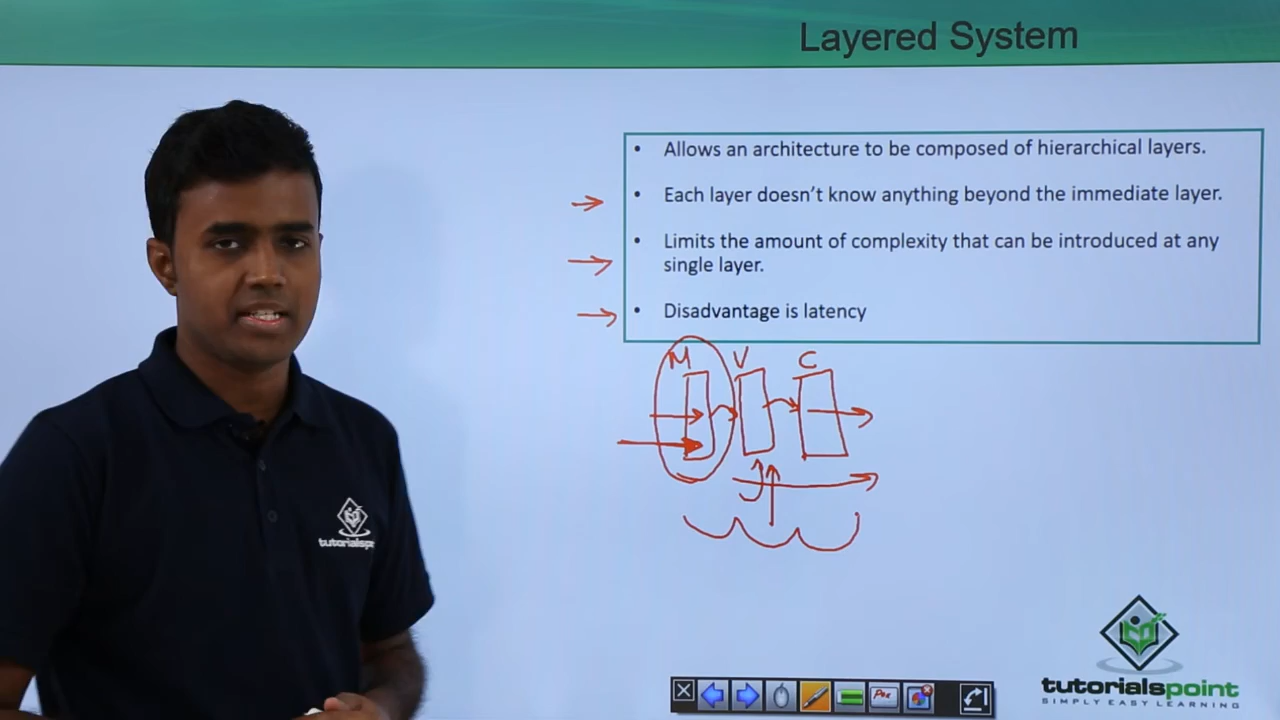 Layered System
• Allows an architecture to be composed of hierarchical layers.
• Each layer doesn't know anything beyond the immediate layer.
• Limits the amount of complexity that can be introduced at any
single layer.
• Disadvantage is latency
M V C
tutorialspoint
tutorialspoint
SIMPLY EASY LEARNING
Pen